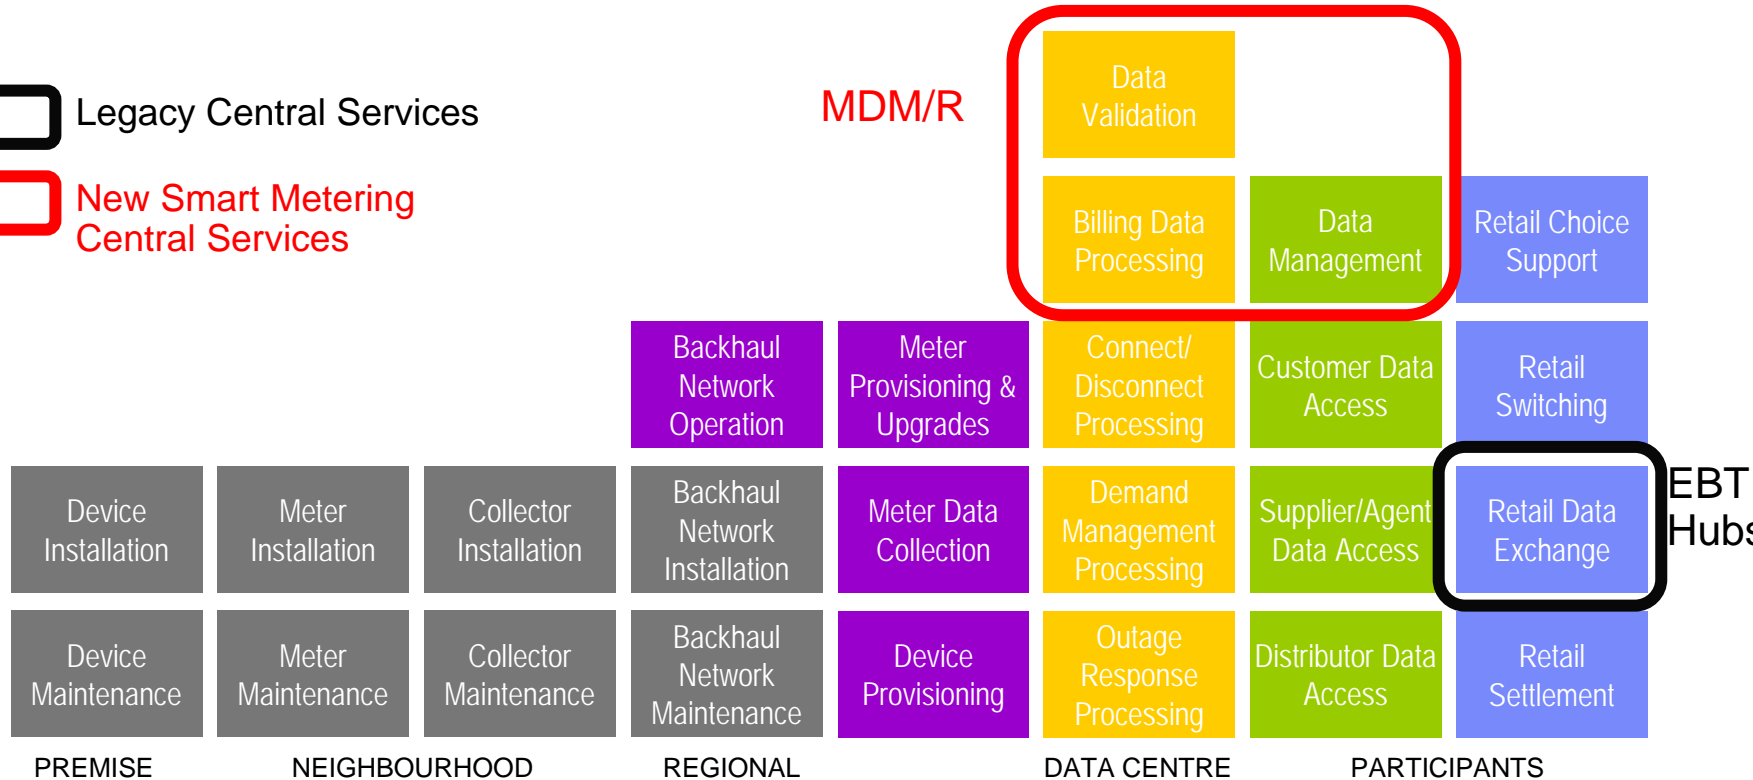 Legacy Central Services
New Smart Metering
Central Services
MDM/R
Data
Validation
Billing Data
Processing
Data
Management
Retail Choice
Support
Backhaul
Network
Operation
Meter
Provisioning &
Upgrades
Connect/
Disconnect
Processing
Customer Data
Access
Retail
Switching
Device
Installation
Meter
Installation
Collector
Installation
Backhaul
Network
Installation
Meter Data
Collection
Demand
Management
Processing
Supplier/Agent
Data Access
Retail Data
Exchange
EBT
Hubs
Device
Maintenance
Meter
Maintenance
Collector
Maintenance
Backhaul
Network
Maintenance
Device
Provisioning
Outage
Response
Processing
Distributor Data
Access
Retail
Settlement
PREMISE
NEIGHBOURHOOD
REGIONAL
DATA CENTRE
PARTICIPANTS